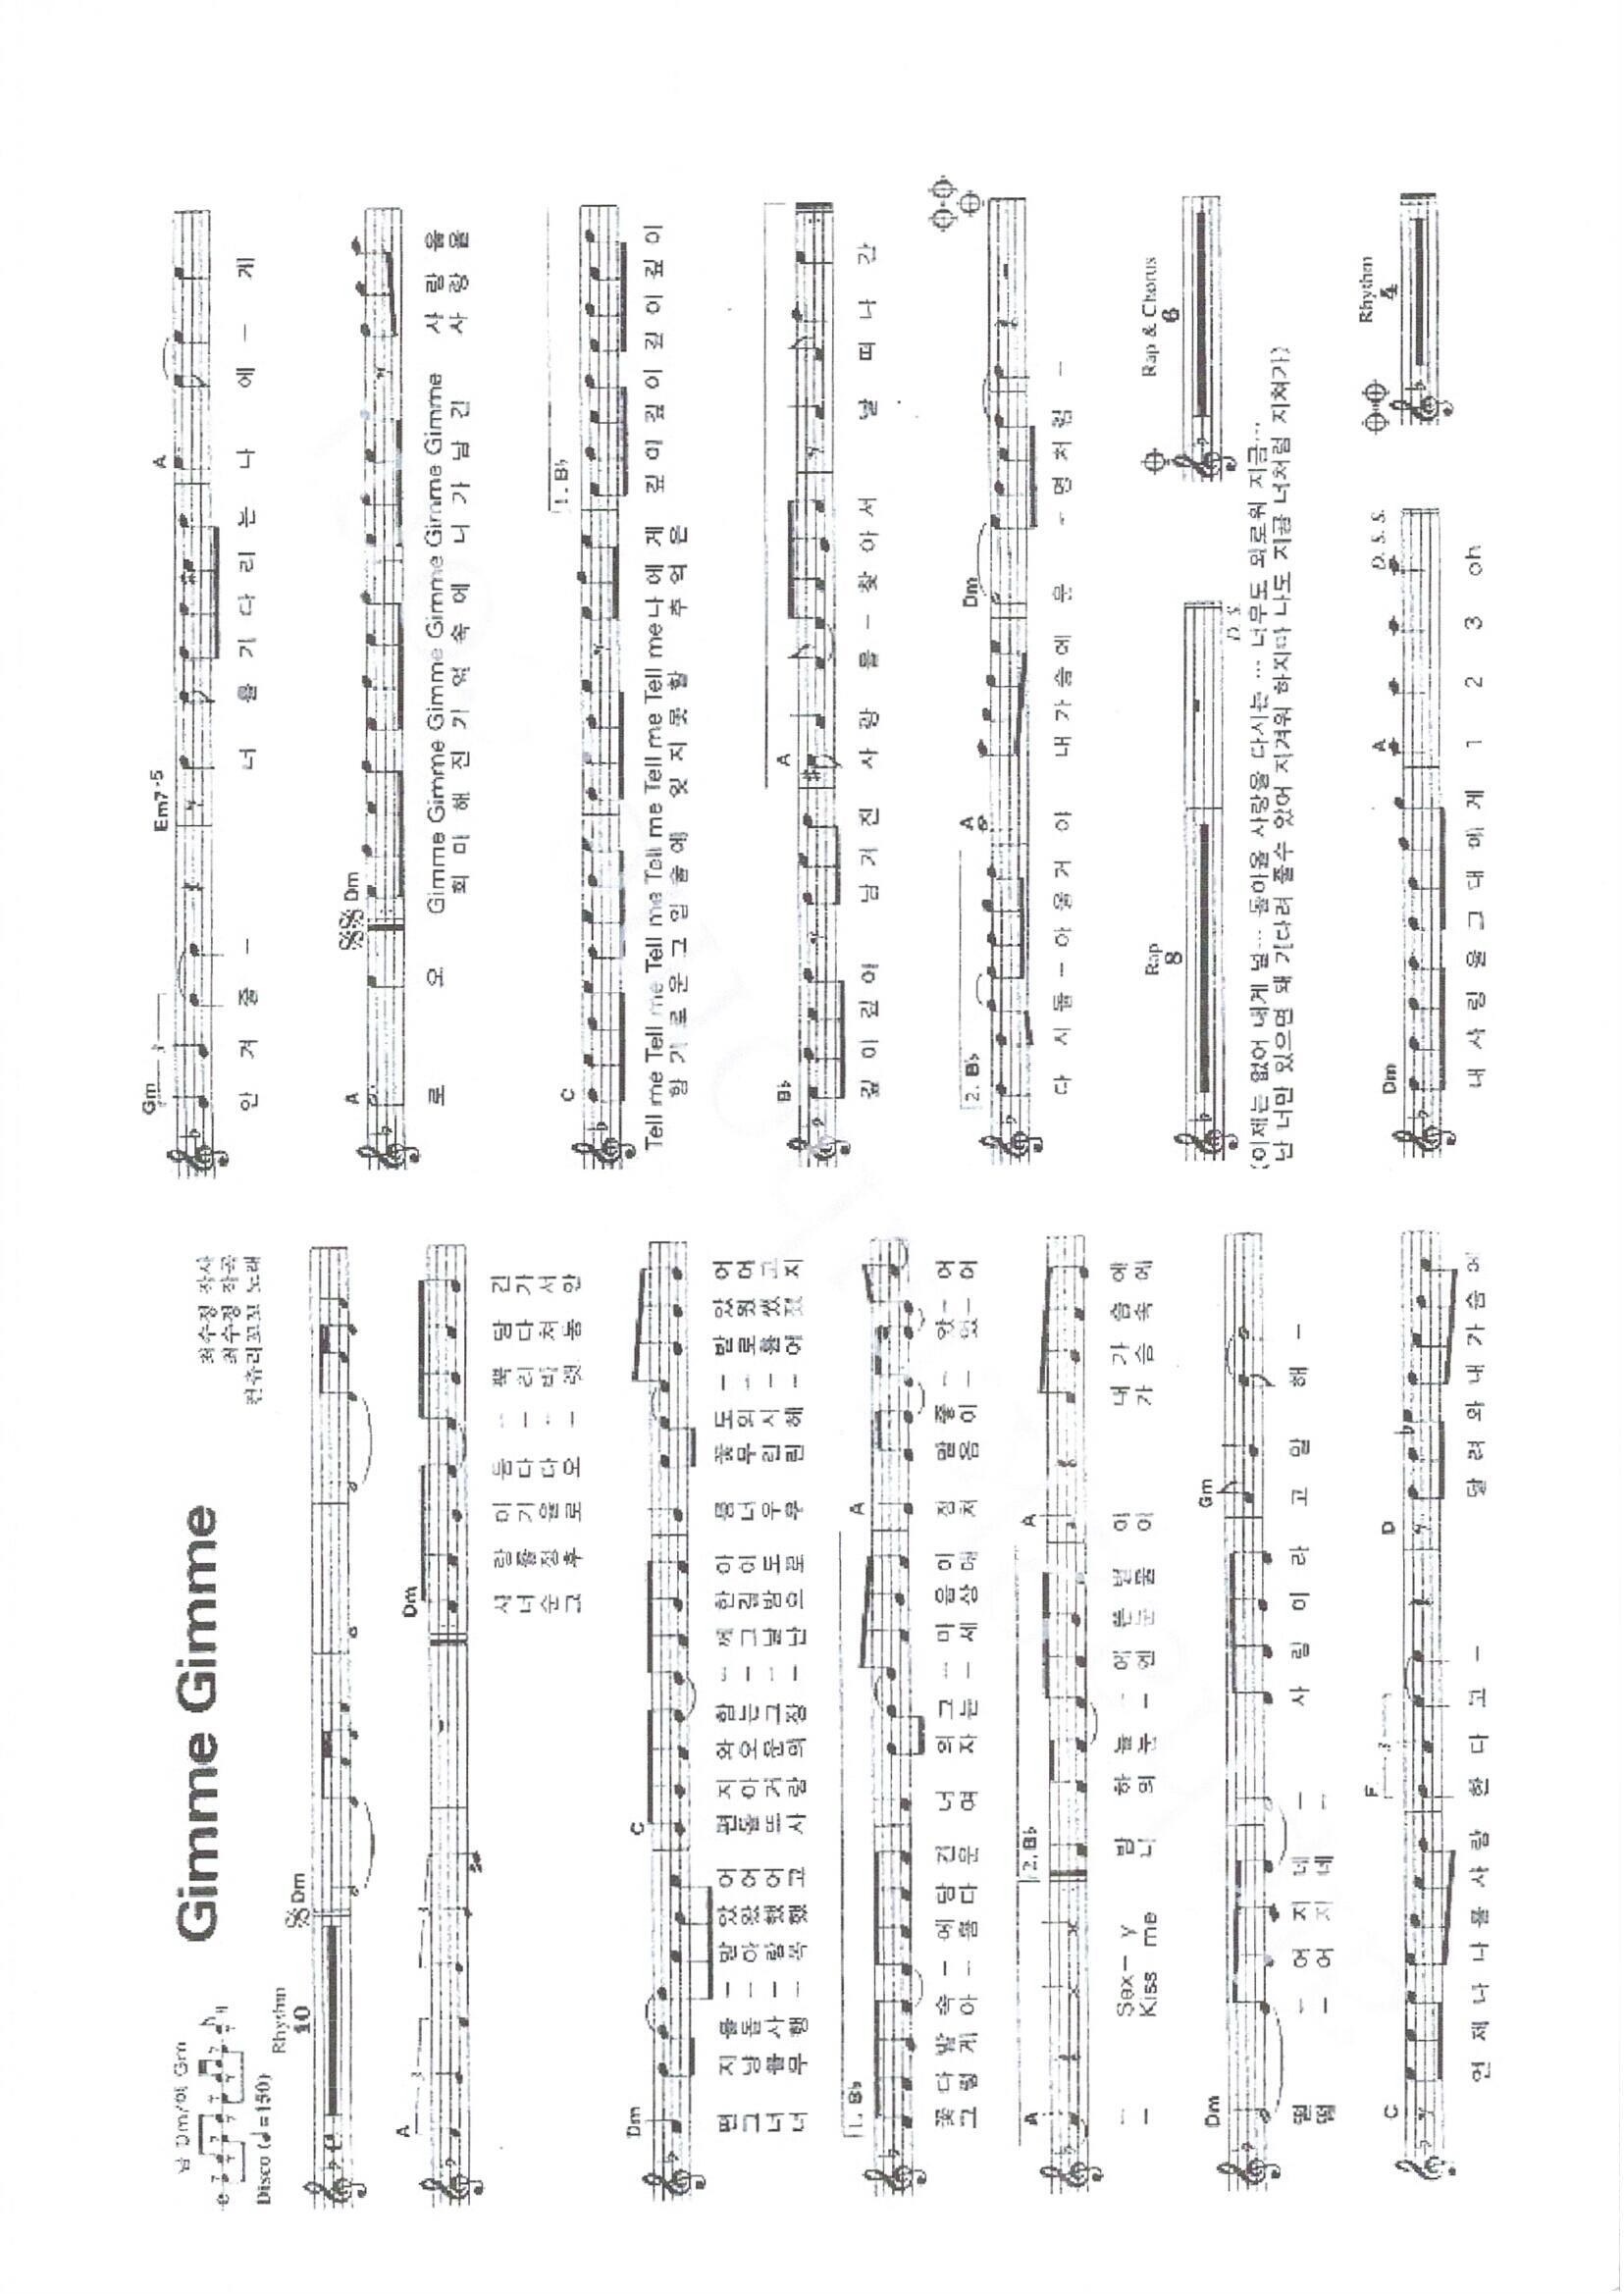 남 Dm/여 Gm
Gimme Gimme
최수정 작사
최수정 작곡
컨츄리꼬꼬 노래
Disco (♩=150)
Rhythm
10
Dm
A
3 3
Dm
사 랑 이 듬 - 뿍 담 긴
너 를 기 다 - 리 다 가
순 정 을 다 - 바 쳐 서
그 후 로 오 - 랫 동 안
Dm C
편 지 를 - 받 았 어 편 지 와 함 - 께 한 아 름 꽃 도 - 받 았 어
그 냥 돌 - 아 왔 어 돌 아 오 는 - 그 길 이 너 무 외 - 로 웠 어
너 를 사 - 랑 했 어 뜨 거 운 그 - 날 밤 도 우 린 지 - 를 고
너 무 행 - 복 했 고 사 랑 의 장 - 난 으 로 우 린 헤 - 어 졌 지
1. B♭ A
꽃 다 발 속 - 에 담 긴 너 의 그 - 마 음 이 정 말 좋 - 았 - 어
그 렇 게 아 - 름 다 운 여 자 는 - 세 상 에 처 음 이 - 었 - 어
A 2. B♭ A
- Sex - y 밤 하 늘 - 에 뜬 별 이 내 가 슴 에
- Kiss me 너 의 눈 - 엔 눈 물 이 가 슴 속 에
Dm Gm
떨 - 어 지 네 - 사 랑 이 라 고 말 해 -
떨 - 어 지 네 -
C F 3 D
언 제 나 나 를 사 랑 한 다 고 - 달 려 와 내 가 슴 에
Gm 3 Em7-5 A
안 겨 줄 - 너 를 기 다 리 는 나 에 - 게
A Dm
로 오 Gimme Gimme Gimme Gimme Gimme Gimme 사 랑 을
희 미 해 진 기 억 속 에 니 가 남 긴 사 랑 을
C 1. B♭
Tell me Tell me Tell me Tell me Tell me Tell me 나 에 게 깊 이 깊 이 깊 이 깊 이
향 기 로 운 그 입 술 에 잊 지 못 할 추 억 은
B♭ A
깊 이 깊 이 남 겨 진 사 랑 을 - 찾 아 서 날 떠 나 간
2. B♭ A Dm
다 시 돌 - 아 올 거 야 내 가 슴 에 운 - 명 처 럼 -
Rap
8
Rap & Chorus
6
D. S.
(이제는 없어 내게 널… 돌아올 사랑을 다시는 … 너무도 외로워 지금…
난 너만 있으면 돼 기다려 줄수 있어 지겨워 하지마 나도 지금 너처럼 지쳐가)
Dm A D. S. S.
Rhythm
4
내 사 랑 을 그 대 에 게 1 2 3 oh